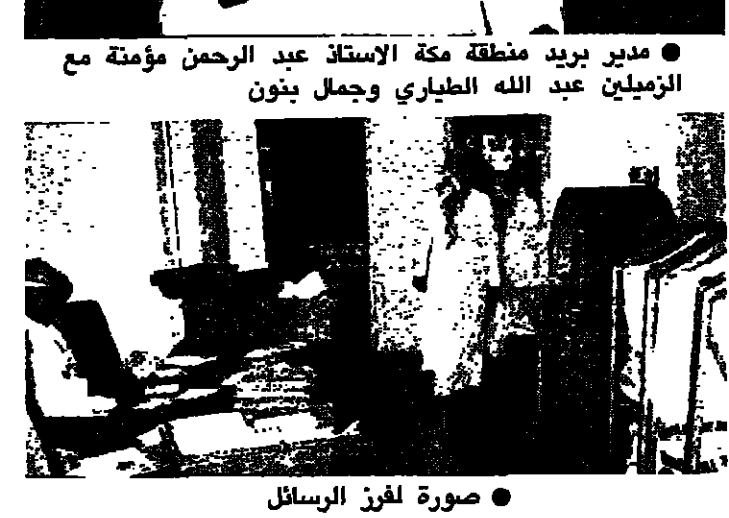 ● مدير بريد منطقة مكة الاستاذ عبد الرحمن مؤمنة مع
الزميلين عبد الله الطياري وجمال بنون
● صورة لفرز الرسائل